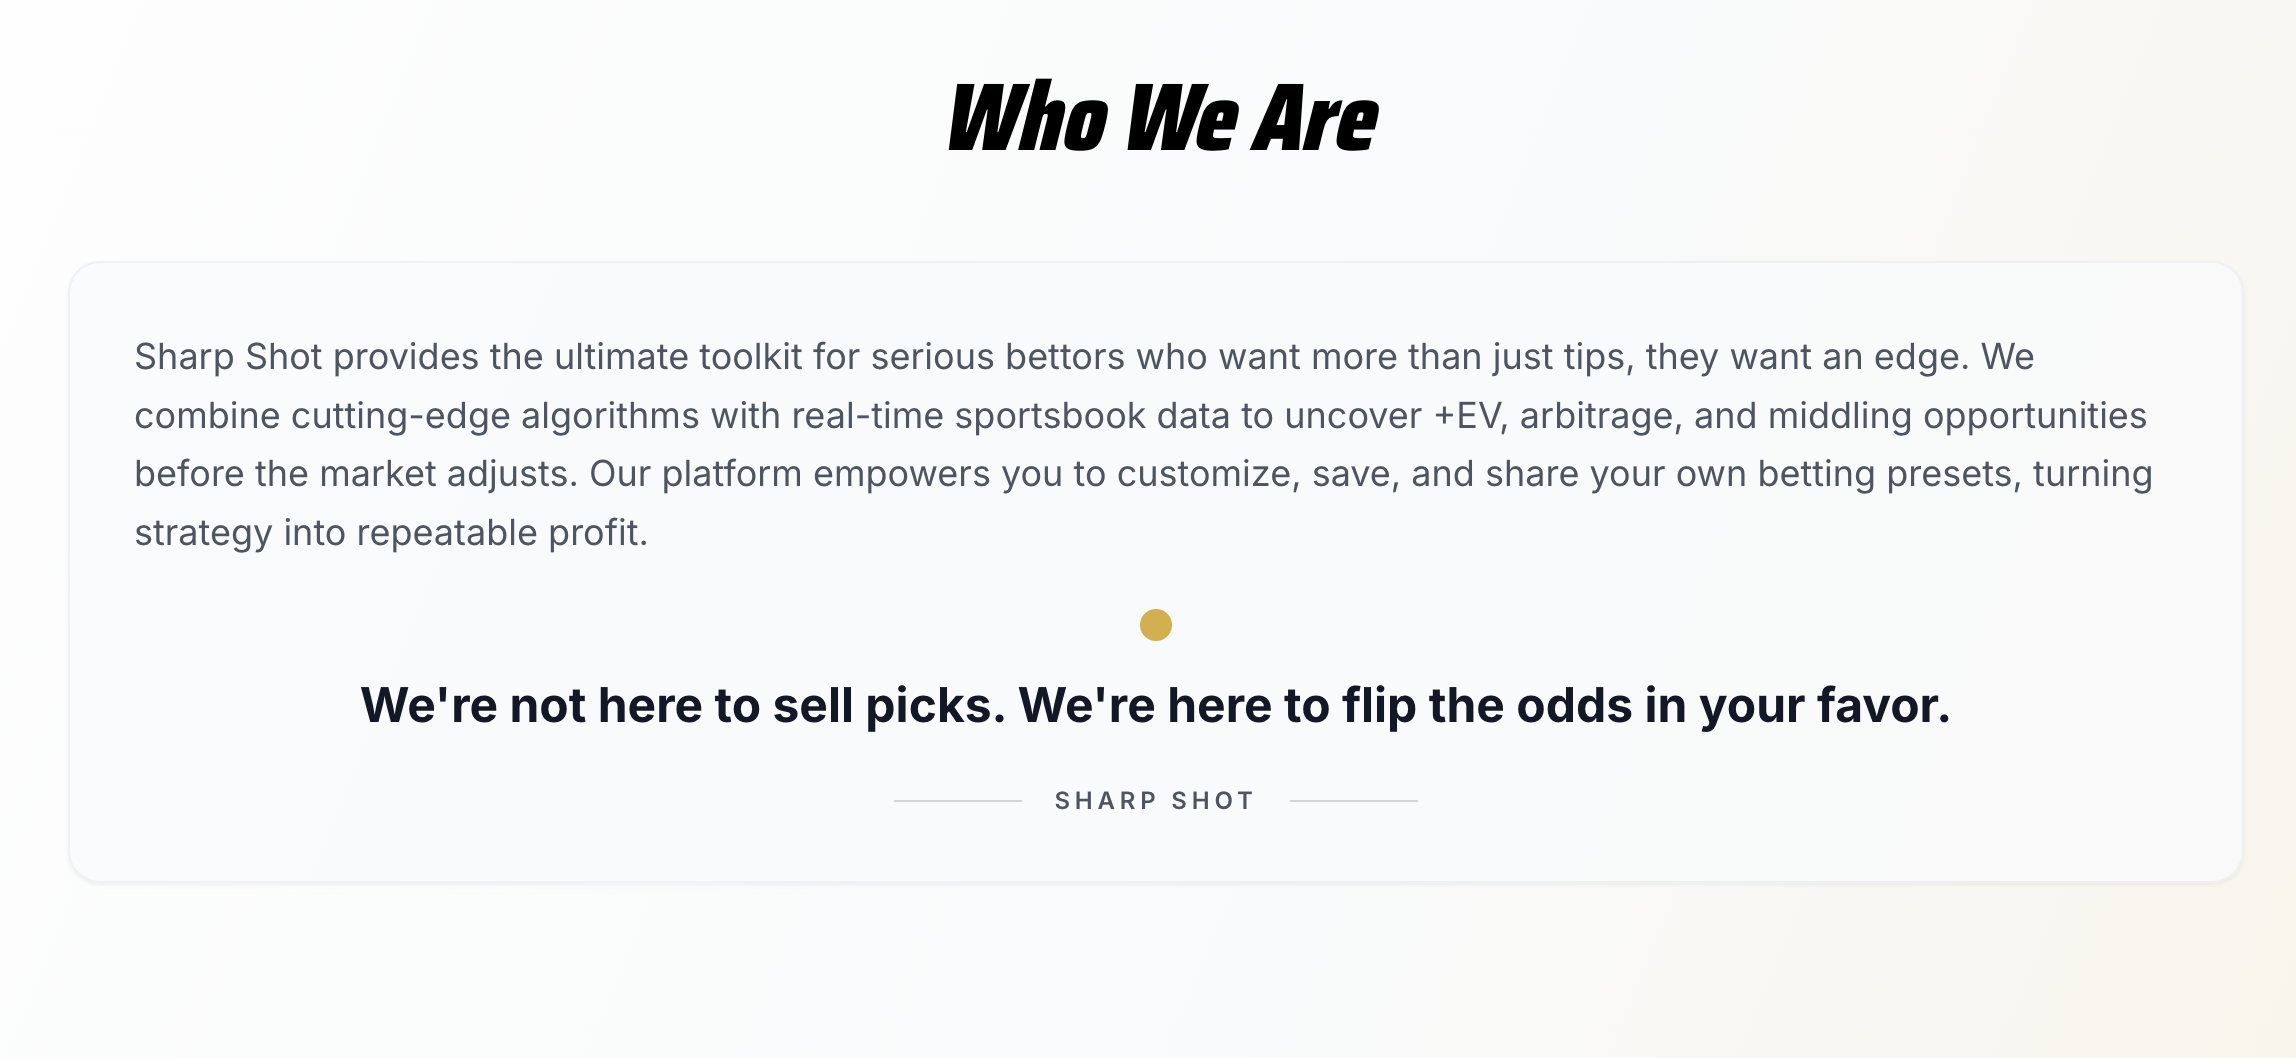 Who We Are
Sharp Shot provides the ultimate toolkit for serious bettors who want more than just tips, they want an edge. We
combine cutting-edge algorithms with real-time sportsbook data to uncover +EV, arbitrage, and middling opportunities
before the market adjusts. Our platform empowers you to customize, save, and share your own betting presets, turning
strategy into repeatable profit.
We're not here to sell picks. We're here to flip the odds in your favor.
SHARP SHOT